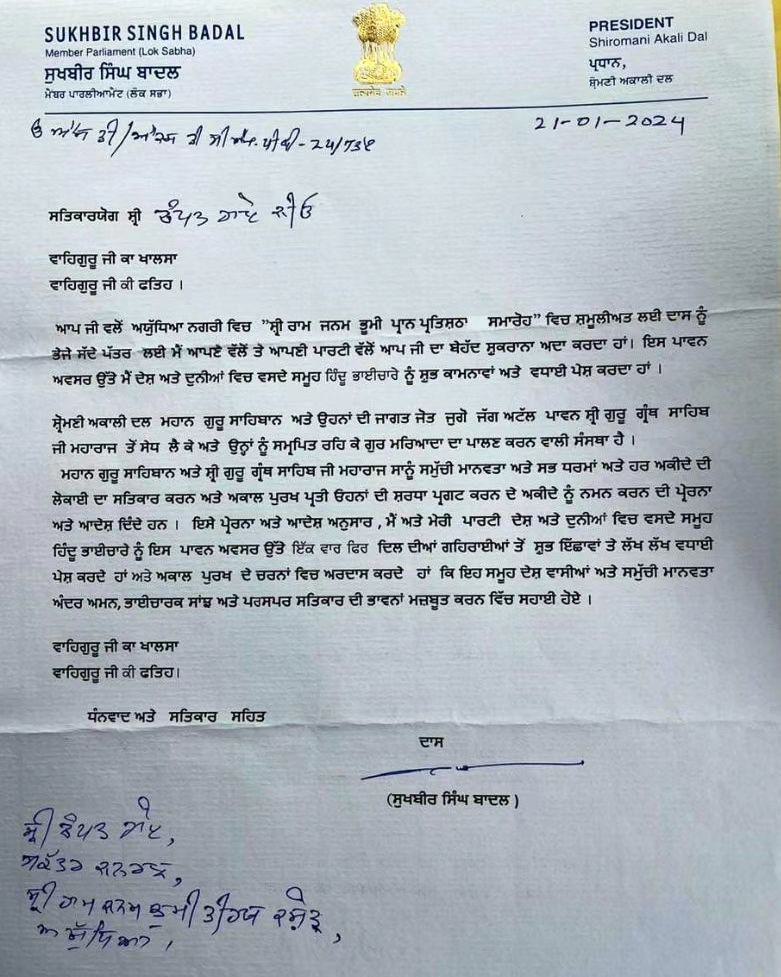 SUKHBIR SINGH BADAL
Member Parliament (Lok Sabha)
ਸੁਖਬੀਰ ਸਿੰਘ ਬਾਦਲ
ਮੈਂਬਰ ਪਾਰਲੀਆਮੈਂਟ (ਲੋਕ ਸਭਾ)
सत्यमेव जयते
PRESIDENT
Shiromani Akali Dal
ਪ੍ਰਧਾਨ,
ਸ਼੍ਰੋਮਣੀ ਅਕਾਲੀ ਦਲ
21-01-2024
ਸਤਿਕਾਰਯੋਗ ਸ਼੍ਰੀ ਚੰਪਤ ਰਾਏ ਜੀਓ
ਵਾਹਿਗੁਰੂ ਜੀ ਕਾ ਖਾਲਸਾ
ਵਾਹਿਗੁਰੂ ਜੀ ਕੀ ਫਤਿਹ ।
ਆਪ ਜੀ ਵਲੋਂ ਅਯੁੱਧਿਆ ਨਗਰੀ ਵਿਚ "ਸ਼੍ਰੀ ਰਾਮ ਜਨਮ ਭੂਮੀ ਪ੍ਰਾਨ ਪ੍ਰਤਿਸ਼ਠਾ ਸਮਾਰੋਹ" ਵਿਚ ਸ਼ਮੂਲੀਅਤ ਲਈ ਦਾਸ ਨੂੰ
ਭੇਜੇ ਸੱਦੇ ਪੱਤਰ ਲਈ ਮੈਂ ਆਪਣੇ ਵੱਲੋਂ ਤੇ ਆਪਣੀ ਪਾਰਟੀ ਵੱਲੋਂ ਆਪ ਜੀ ਦਾ ਬੇਹੱਦ ਸ਼ੁਕਰਾਨਾ ਅਦਾ ਕਰਦਾ ਹਾਂ। ਇਸ ਪਾਵਨ
ਅਵਸਰ ਉੱਤੇ ਮੈਂ ਦੇਸ਼ ਅਤੇ ਦੁਨੀਆਂ ਵਿਚ ਵਸਦੇ ਸਮੂਹ ਹਿੰਦੂ ਭਾਈਚਾਰੇ ਨੂੰ ਸ਼ੁਭ ਕਾਮਨਾਵਾਂ ਅਤੇ ਵਧਾਈ ਪੇਸ਼ ਕਰਦਾ ਹਾਂ ।
ਸ਼੍ਰੋਮਣੀ ਅਕਾਲੀ ਦਲ ਮਹਾਨ ਗੁਰੂ ਸਾਹਿਬਾਨ ਅਤੇ ਉਹਨਾਂ ਦੀ ਜਾਗਤ ਜੋਤ ਜੁਗੋ ਜੁੱਗ ਅਟੱਲ ਪਾਵਨ ਸ਼੍ਰੀ ਗੁਰੂ ਗ੍ਰੰਥ ਸਾਹਿਬ
ਜੀ ਮਹਾਰਾਜ ਤੋਂ ਸੇਧ ਲੈ ਕੇ ਅਤੇ ਉਨ੍ਹਾਂ ਨੂੰ ਸਮ੍ਰਪਿਤ ਰਹਿ ਕੇ ਗੁਰ ਮਰਿਆਦਾ ਦਾ ਪਾਲਣ ਕਰਨ ਵਾਲੀ ਸੰਸਥਾ ਹੈ ।
ਮਹਾਨ ਗੁਰੂ ਸਾਹਿਬਾਨ ਅਤੇ ਸ਼੍ਰੀ ਗੁਰੂ ਗ੍ਰੰਥ ਸਾਹਿਬ ਜੀ ਮਹਾਰਾਜ ਸਾਨੂੰ ਸਮੁੱਚੀ ਮਾਨਵਤਾ ਅਤੇ ਸਭ ਧਰਮਾਂ ਅਤੇ ਹਰ ਅਕੀਦੇ ਦੀ
ਲੋਕਾਈ ਦਾ ਸਤਿਕਾਰ ਕਰਨ ਅਤੇ ਅਕਾਲ ਪੁਰਖ ਪ੍ਰਤੀ ਓਹਨਾਂ ਦੀ ਸ਼ਰਧਾ ਪ੍ਰਗਟ ਕਰਨ ਦੇ ਅਕੀਦੇ ਨੂੰ ਨਮਨ ਕਰਨ ਦੀ ਪ੍ਰੇਰਨਾ
ਅਤੇ ਆਦੇਸ਼ ਦਿੰਦੇ ਹਨ । ਇਸੇ ਪ੍ਰੇਰਨਾ ਅਤੇ ਆਦੇਸ਼ ਅਨੁਸਾਰ , ਮੈਂ ਅਤੇ ਮੇਰੀ ਪਾਰਟੀ ਦੇਸ਼ ਅਤੇ ਦੁਨੀਆਂ ਵਿਚ ਵਸਦੇ ਸਮੂਹ
ਹਿੰਦੂ ਭਾਈਚਾਰੇ ਨੂੰ ਇਸ ਪਾਵਨ ਅਵਸਰ ਉੱਤੇ ਇੱਕ ਵਾਰ ਫਿਰ ਦਿਲ ਦੀਆਂ ਗਹਿਰਾਈਆਂ ਤੋਂ ਸ਼ੁਭ ਇੱਛਾਵਾਂ ਤੇ ਲੱਖ ਲੱਖ ਵਧਾਈ
ਪੇਸ਼ ਕਰਦੇ ਹਾਂ ਅਤੇ ਅਕਾਲ ਪੁਰਖ ਦੇ ਚਰਨਾਂ ਵਿਚ ਅਰਦਾਸ ਕਰਦੇ ਹਾਂ ਕਿ ਇਹ ਸਮੂਹ ਦੇਸ਼ ਵਾਸੀਆਂ ਅਤੇ ਸਮੁੱਚੀ ਮਾਨਵਤਾ
ਅੰਦਰ ਅਮਨ, ਭਾਈਚਾਰਕ ਸਾਂਝ ਅਤੇ ਪਰਸਪਰ ਸਤਿਕਾਰ ਦੀ ਭਾਵਨਾਂ ਮਜ਼ਬੂਤ ਕਰਨ ਵਿੱਚ ਸਹਾਈ ਹੋਏ ।
ਵਾਹਿਗੁਰੂ ਜੀ ਕਾ ਖਾਲਸਾ
ਵਾਹਿਗੁਰੂ ਜੀ ਕੀ ਫਤਿਹ।
ਧੰਨਵਾਦ ਅਤੇ ਸਤਿਕਾਰ ਸਹਿਤ
ਦਾਸ
(ਸੁਖਬੀਰ ਸਿੰਘ ਬਾਦਲ )
ਸ਼੍ਰੀ ਚੰਪਤ ਰਾਏ,
ਸਕੱਤਰ ਜਨਰਲ,
ਸ਼੍ਰੀ ਰਾਮ ਜਨਮ ਭੂਮੀ ਤੀਰਥ ਕਸ਼ੇਤ੍ਰ,
ਅਯੁੱਧਿਆ,